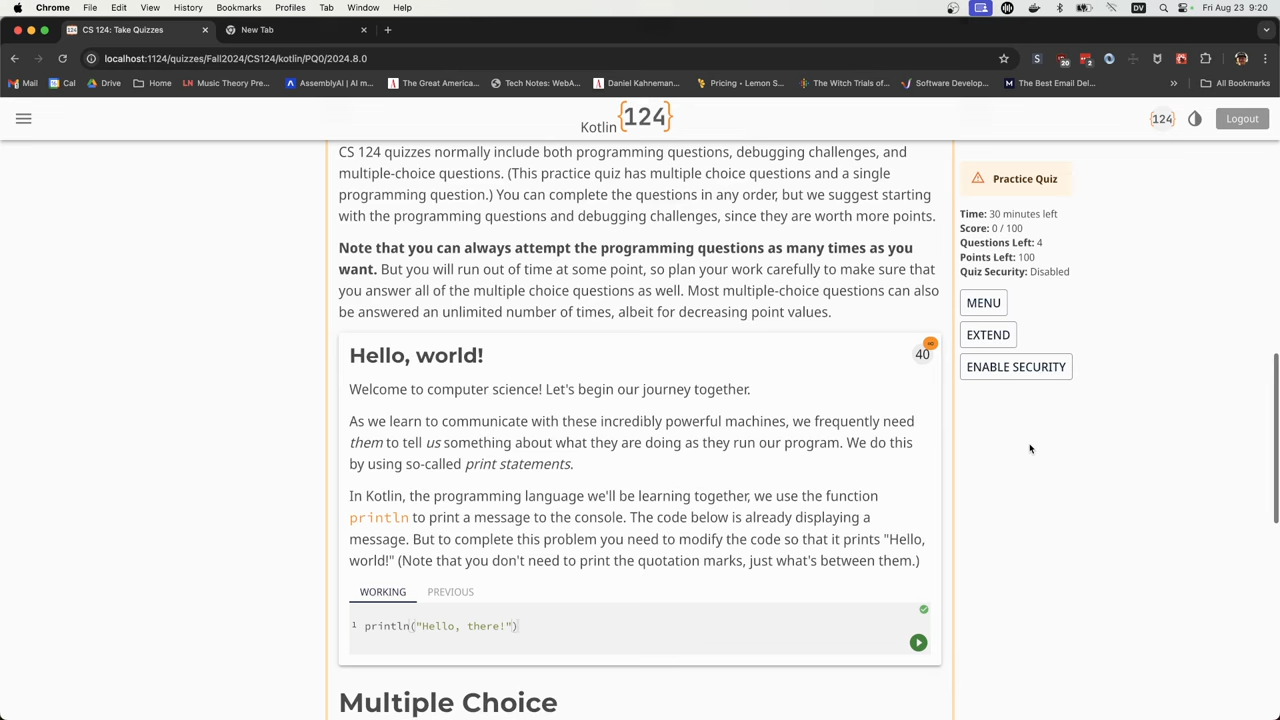 Chrome File Edit View History Bookmarks Profiles Tab Window Help DV Fri Aug 23 9:20
CS 124: Take Quizzes
New Tab
localhost:1124/quizzes/Fall2024/CS124/kotlin/PQ0/2024.8.0
Mail Cal Drive Home Music Theory Pre... AssemblyAI | AI m... The Great America... Tech Notes: WebA... Daniel Kahneman... Pricing • Lemon S... The Witch Trials of... Software Develop... The Best Email Del... » All Bookmarks
Kotlin {124}
{124}
Logout
CS 124 quizzes normally include both programming questions, debugging challenges, and
multiple-choice questions. (This practice quiz has multiple choice questions and a single
programming question.) You can complete the questions in any order, but we suggest starting
with the programming questions and debugging challenges, since they are worth more points.
Note that you can always attempt the programming questions as many times as you
want. But you will run out of time at some point, so plan your work carefully to make sure that
you answer all of the multiple choice questions as well. Most multiple-choice questions can also
be answered an unlimited number of times, albeit for decreasing point values.
Hello, world!
40
∞
Welcome to computer science! Let's begin our journey together.
As we learn to communicate with these incredibly powerful machines, we frequently need
them to tell us something about what they are doing as they run our program. We do this
by using so-called print statements.
In Kotlin, the programming language we'll be learning together, we use the function
println to print a message to the console. The code below is already displaying a
message. But to complete this problem you need to modify the code so that it prints "Hello,
world!" (Note that you don't need to print the quotation marks, just what's between them.)
WORKING PREVIOUS
1 println("Hello, there!")
Multiple Choice
Practice Quiz
Time: 30 minutes left
Score: 0 / 100
Questions Left: 4
Points Left: 100
Quiz Security: Disabled
MENU
EXTEND
ENABLE SECURITY